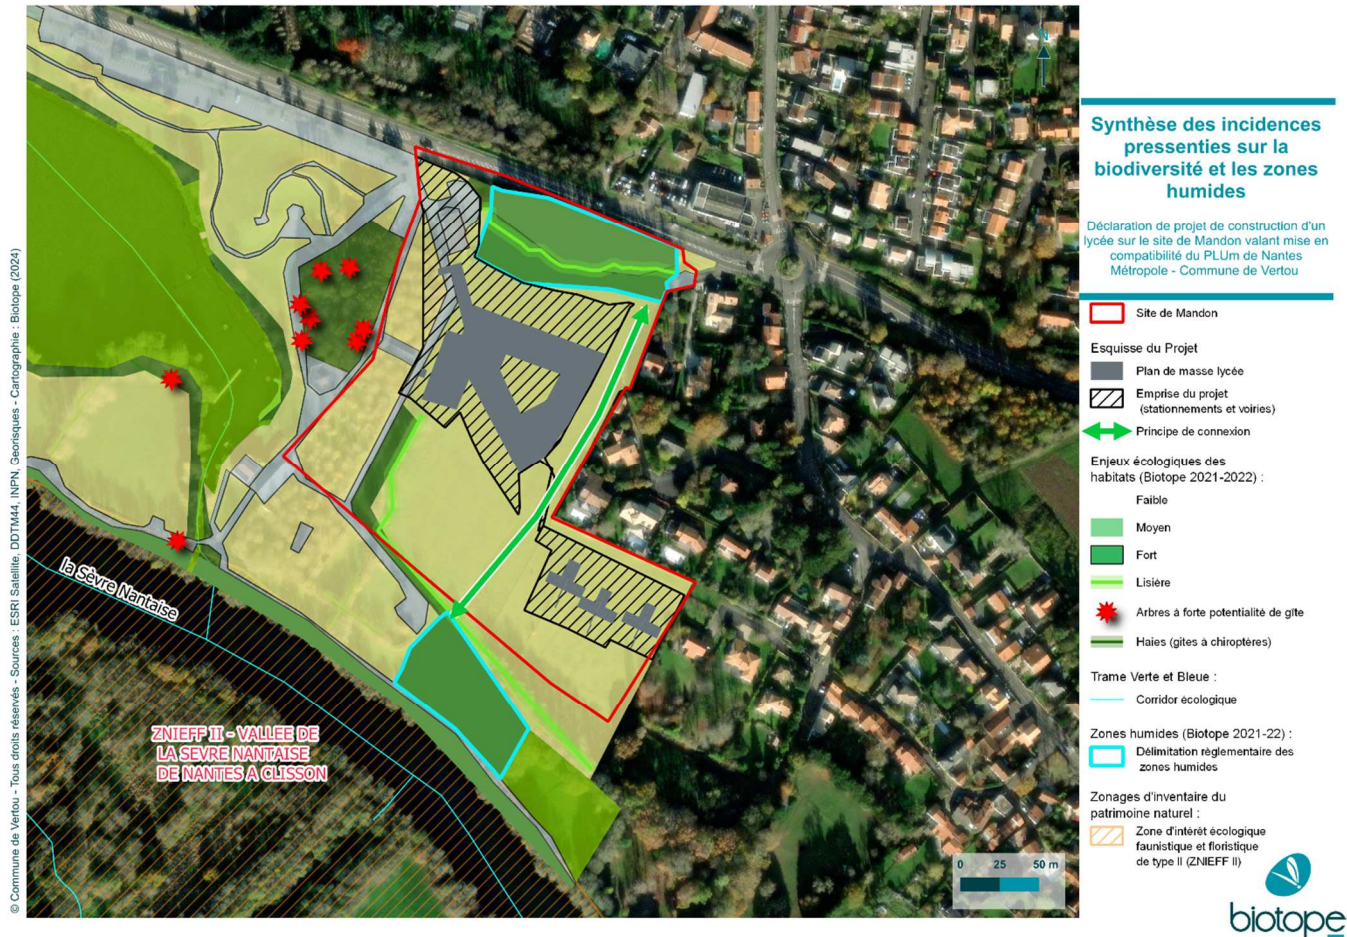 © Commune de Vertou - Tous droits réservés - Sources : ESRI Satellite, DDTM44, INPN, Georisques - Cartographie : Biotope (2024)
N
la Sèvre Nantaise
ZNIEFF II - VALLEE DE
LA SEVRE NANTAISE
DE NANTES A CLISSON
0 25 50 m
Synthèse des incidences
pressenties sur la
biodiversité et les zones
humides
Déclaration de projet de construction d'un
lycée sur le site de Mandon valant mise en
compatibilité du PLUm de Nantes
Métropole - Commune de Vertou
Site de Mandon
Esquisse du Projet
Plan de masse lycée
Emprise du projet
(stationnements et voiries)
Principe de connexion
Enjeux écologiques des
habitats (Biotope 2021-2022) :
Faible
Moyen
Fort
Lisière
Arbres à forte potentialité de gîte
Haies (gites à chiroptères)
Trame Verte et Bleue :
Corridor écologique
Zones humides (Biotope 2021-22) :
Délimitation règlementaire des
zones humides
Zonages d'inventaire du
patrimoine naturel :
Zone d'intérêt écologique
faunistique et floristique
de type II (ZNIEFF II)
biotope